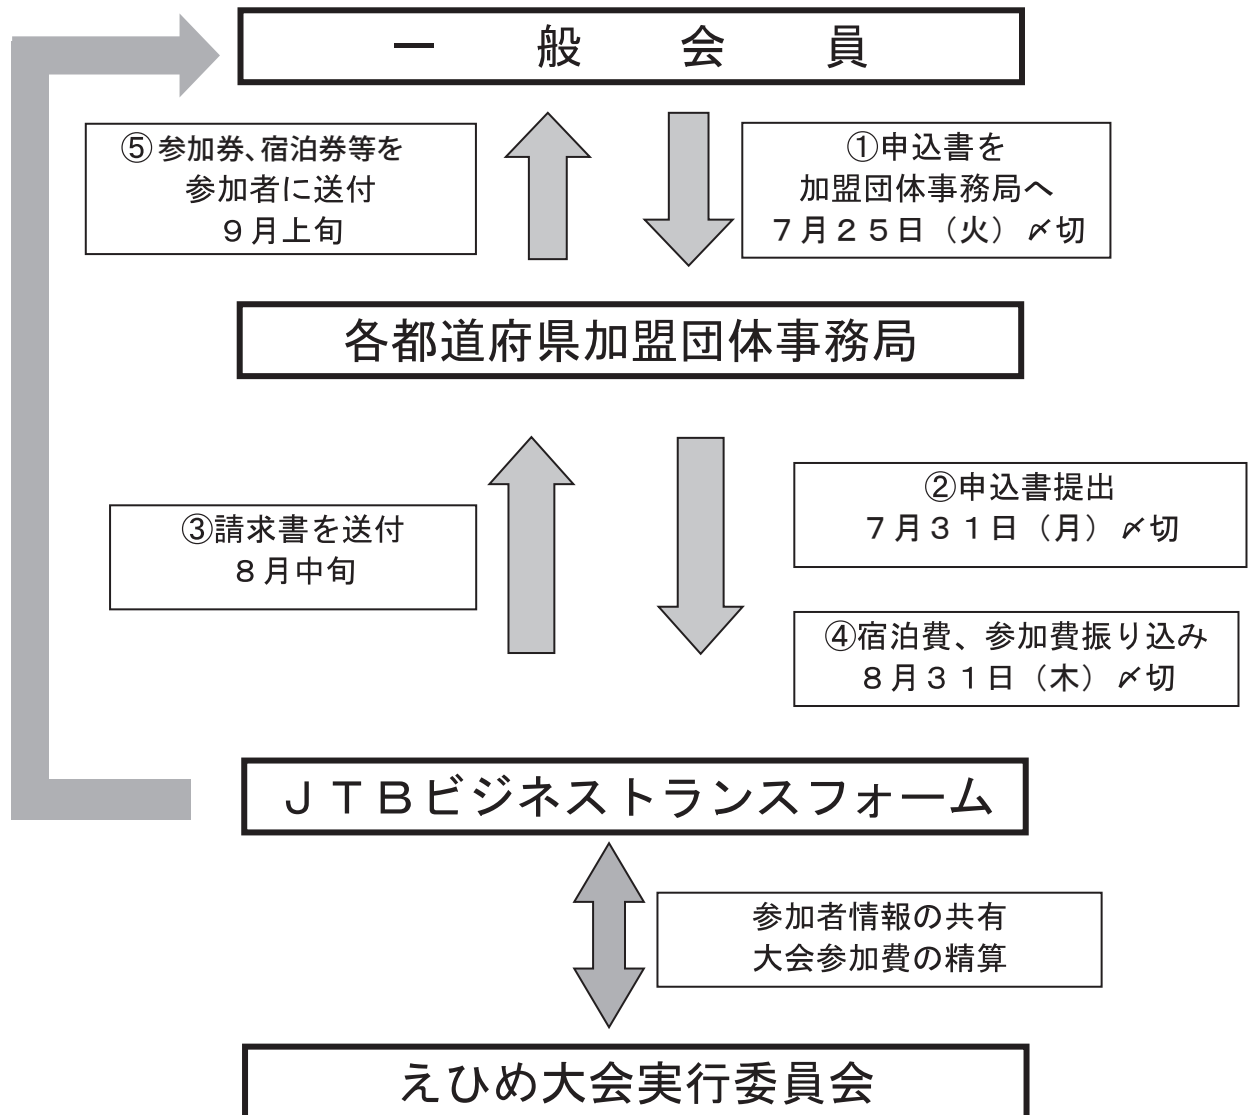 一般会員
⑤参加券、宿泊券等を
参加者に送付
９月上旬
①申込書を
加盟団体事務局へ
７月２５日（火）〆切
各都道府県加盟団体事務局
③請求書を送付
８月中旬
②申込書提出
７月３１日（月）〆切
④宿泊費、参加費振り込み
８月３１日（木）〆切
ＪＴＢビジネストランスフォーム
参加者情報の共有
大会参加費の精算
えひめ大会実行委員会